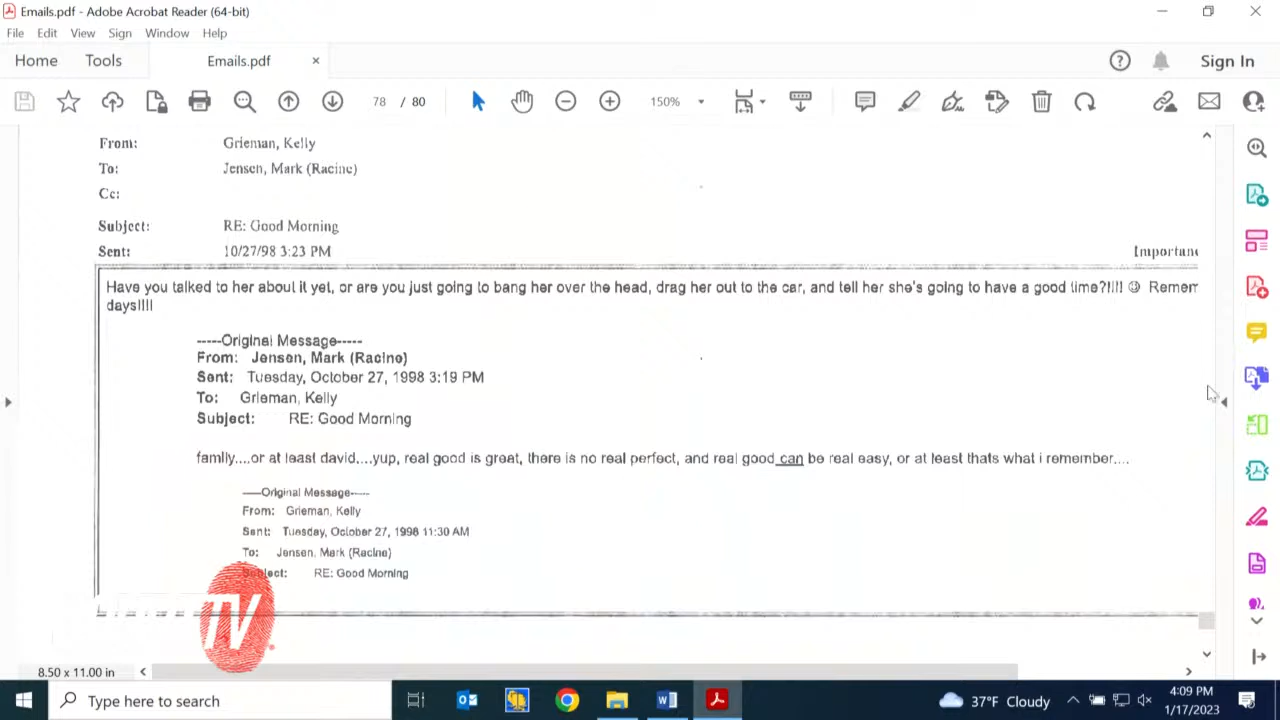 Emails.pdf - Adobe Acrobat Reader (64-bit)
File Edit View Sign Window Help
Home Tools Emails.pdf × Sign In
78 / 80 150%
From: Grieman, Kelly
To: Jensen, Mark (Racine)
Cc:
Subject: RE: Good Morning
Sent: 10/27/98 3:23 PM Importanc
Have you talked to her about it yet, or are you just going to bang her over the head, drag her out to the car, and tell her she's going to have a good time?!!!! ☺ Remem
days!!!!
-----Original Message-----
From: Jensen, Mark (Racine)
Sent: Tuesday, October 27, 1998 3:19 PM
To: Grieman, Kelly
Subject: RE: Good Morning
family....or at least david....yup, real good is great, there is no real perfect, and real good can be real easy, or at least thats what i remember....
-----Original Message-----
From: Grieman, Kelly
Sent: Tuesday, October 27, 1998 11:30 AM
To: Jensen, Mark (Racine)
Subject: RE: Good Morning
TV
8.50 x 11.00 in
Type here to search 37°F Cloudy 4:09 PM
1/17/2023